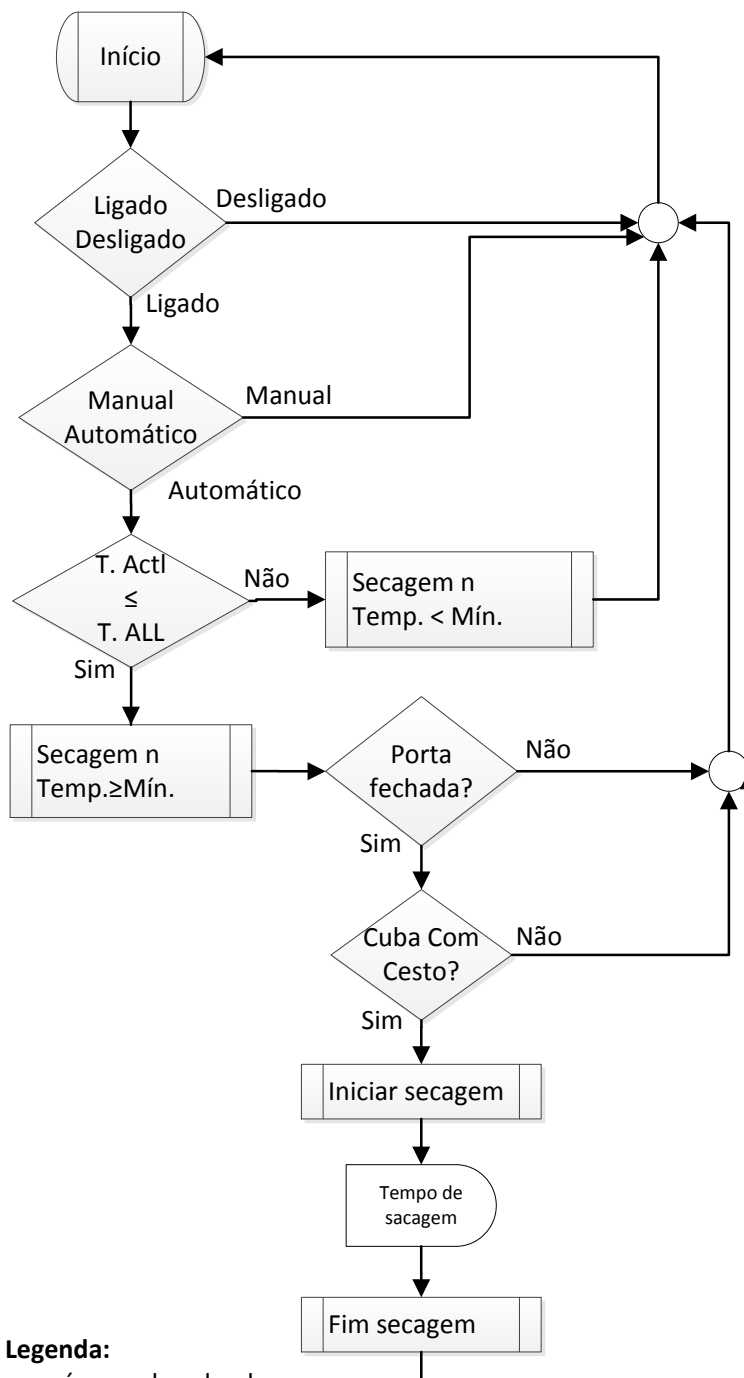 Início
Ligado
Desligado
Desligado
Ligado
Manual
Automático
Manual
Automático
T. Actl
≤
T. ALL
Não
Secagem n
Temp. < Mín.
Sim
Secagem n
Temp.≥Mín.
Porta
fechada?
Não
Sim
Cuba Com
Cesto?
Não
Sim
Iniciar secagem
Tempo de
sacagem
Fim secagem
Legenda: